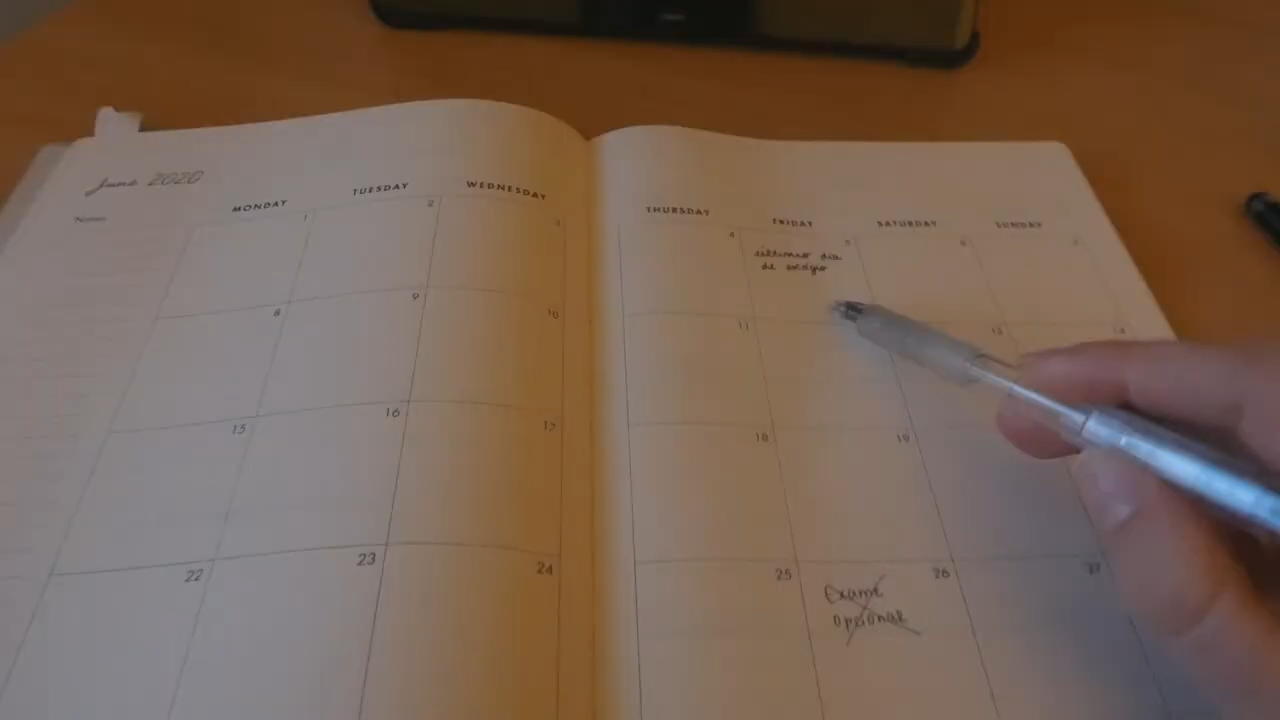 June 2020
Notes
MONDAY TUESDAY WEDNESDAY THURSDAY FRIDAY SATURDAY SUNDAY
1 2 3 4 5 6 7
último dia
de estágio
8 9 10 11 13 14
15 16 17 18 19
22 23 24 25 26 27
Exame
Opcional